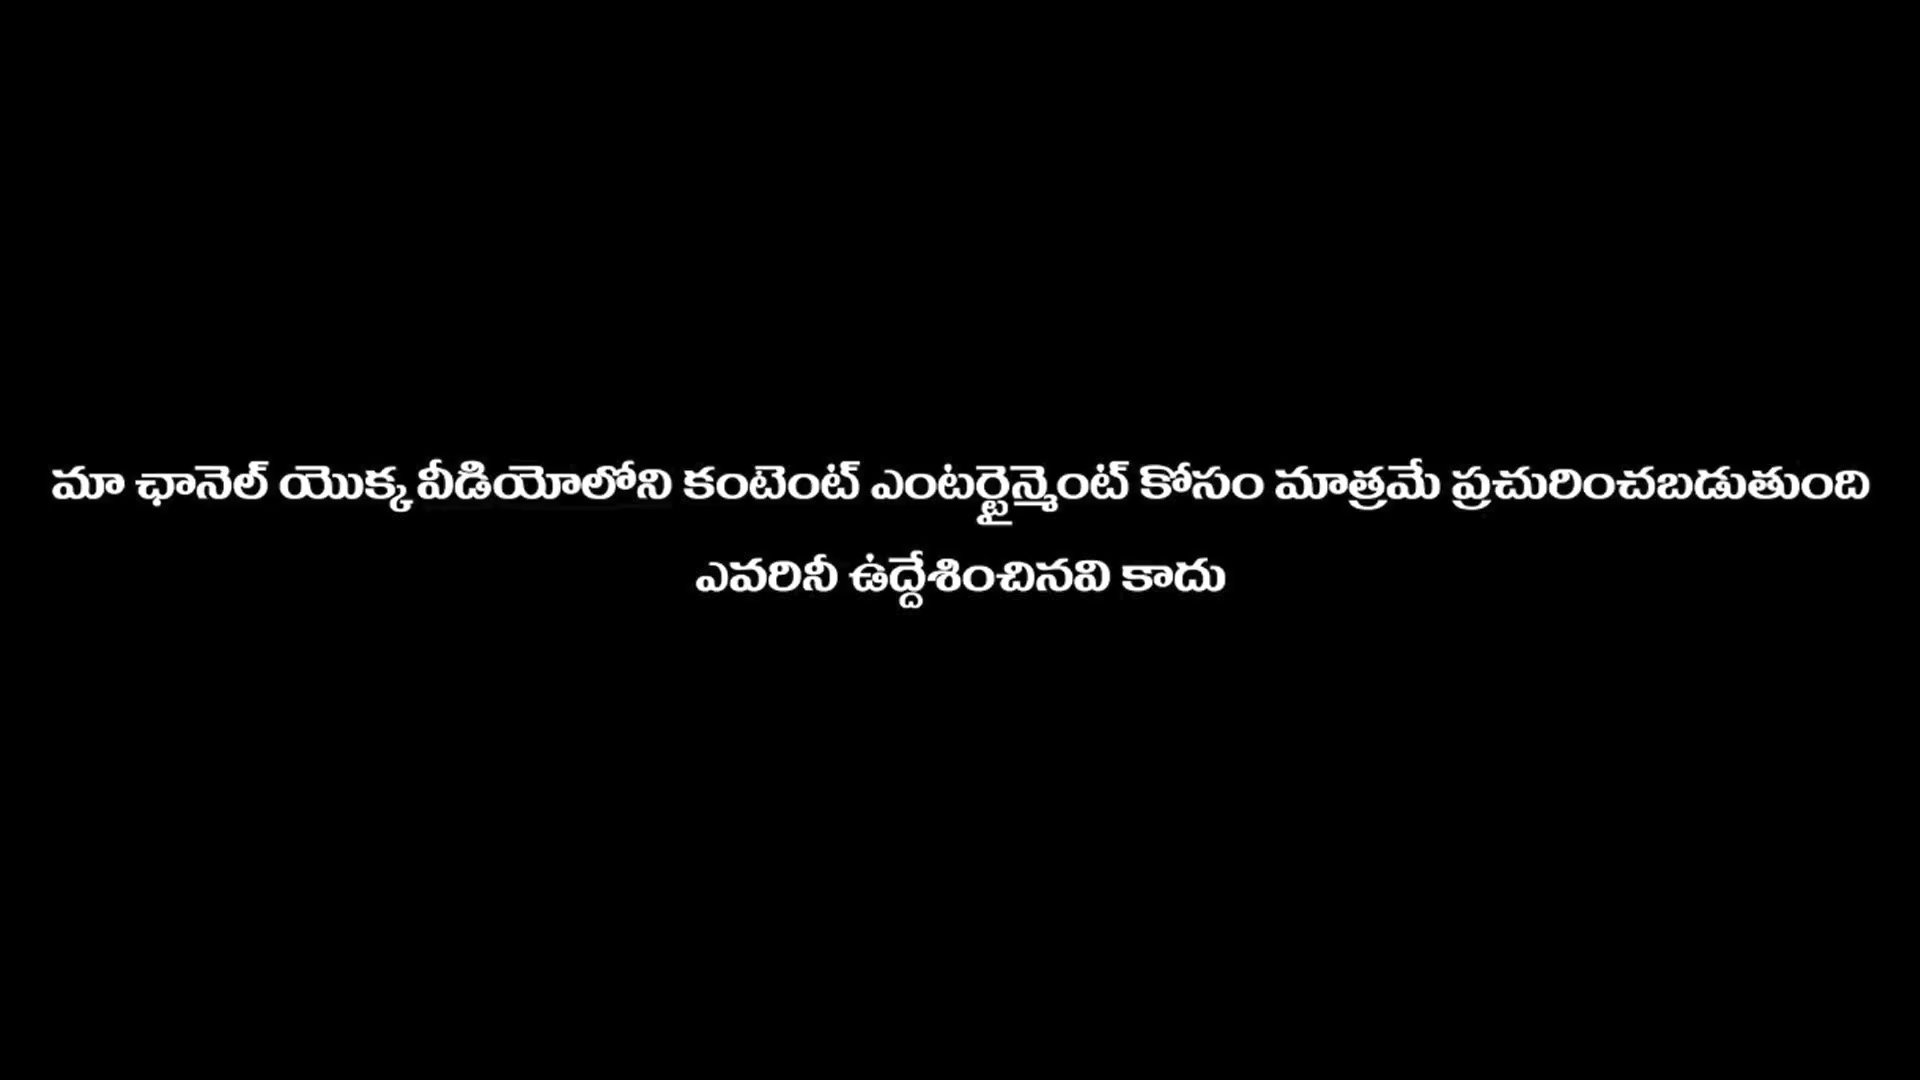 మా ఛానెల్ యొక్క వీడియోలోని కంటెంట్ ఎంటర్టైన్మెంట్ కోసం మాత్రమే ప్రచురించబడుతుంది
ఎవరినీ ఉద్దేశించినవి కాదు